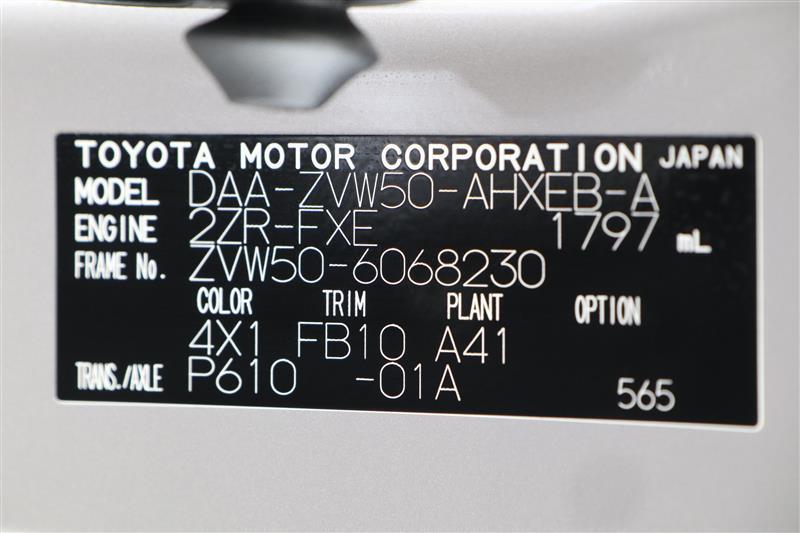 TOYOTA MOTOR CORPORATION JAPAN
MODEL DAA-ZVW50-AHXEB-A
ENGINE 2ZR-FXE 1797 mL
FRAME No. ZVW50-6068230
COLOR TRIM PLANT OPTION
4X1 FB10 A41
TRANS./AXLE P610 -01A 565